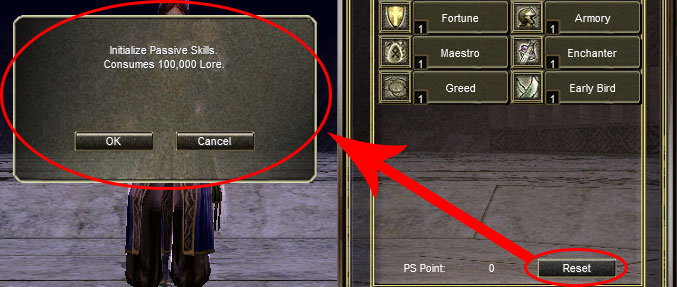 Initialize Passive Skills.
Consumes 100,000 Lore.
OK Cancel
Fortune Armory
1 1
Maestro Enchanter
1 1
Greed Early Bird
1 1
PS Point: 0 Reset